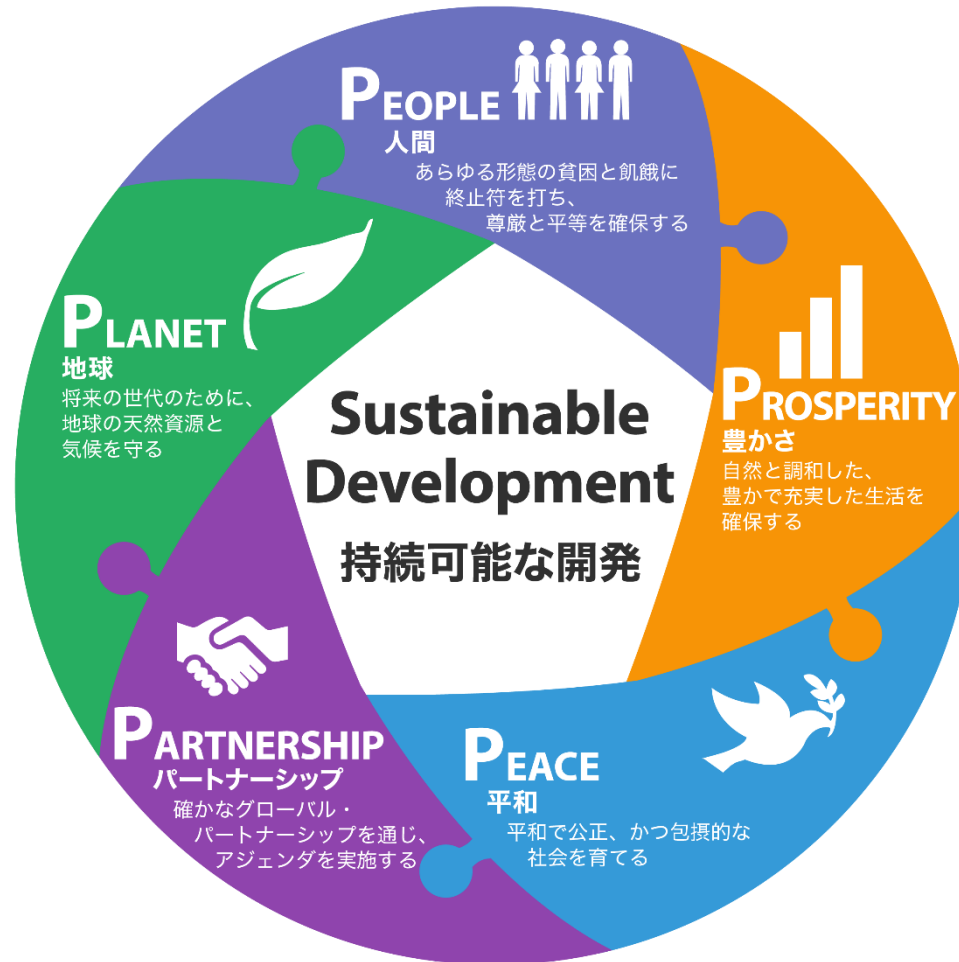 PEOPLE
人間
あらゆる形態の貧困と飢餓に
終止符を打ち、
尊厳と平等を確保する
PROSPERITY
豊かさ
自然と調和した、
豊かで充実した生活を
確保する
PEACE
平和
平和で公正、かつ包摂的な
社会を育てる
PARTNERSHIP
パートナーシップ
確かなグローバル・
パートナーシップを通じ、
アジェンダを実施する
PLANET
地球
将来の世代のために、
地球の天然資源と
気候を守る
Sustainable
Development
持続可能な開発